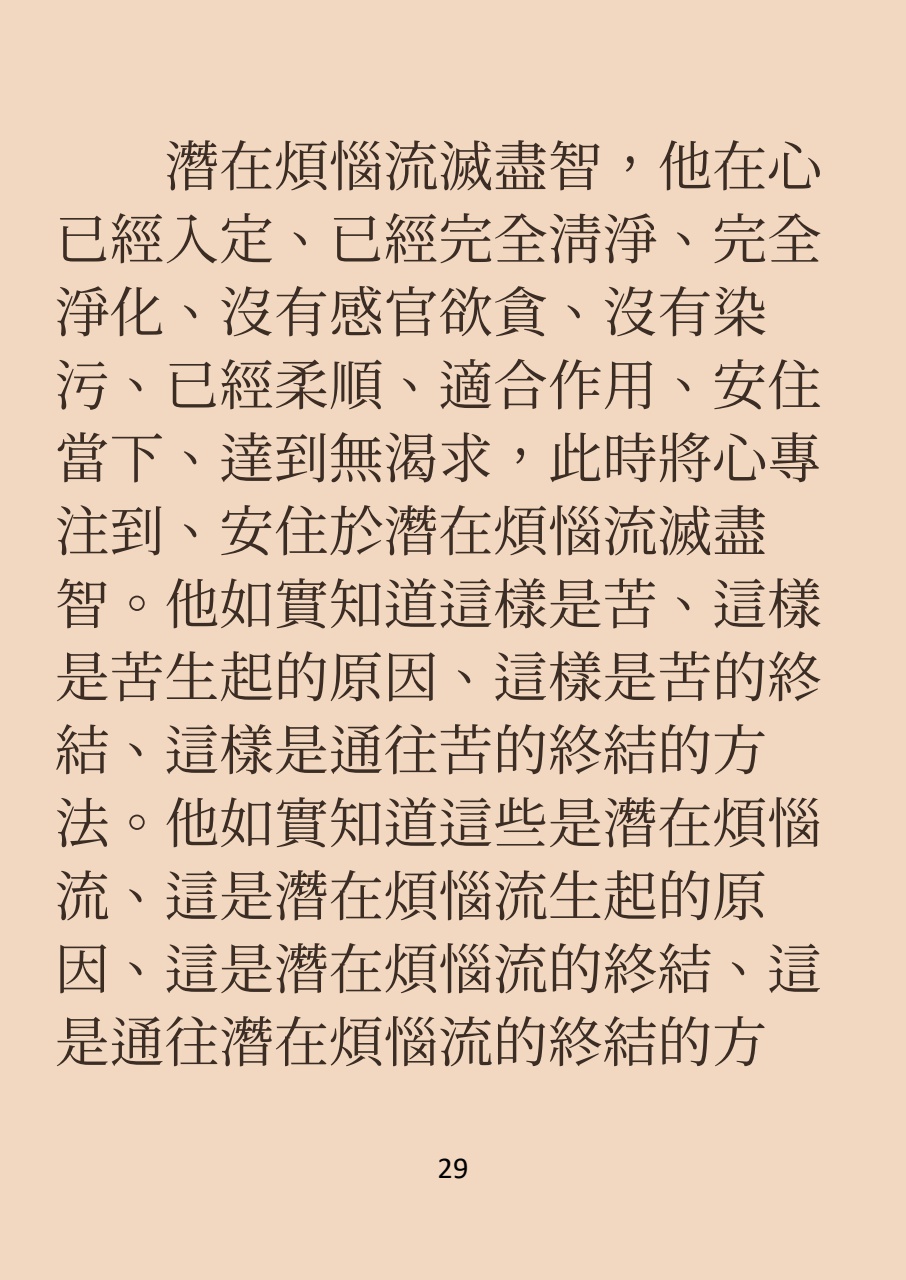 潛在煩惱流滅盡智，他在心
已經入定、已經完全清淨、完全
淨化、沒有感官欲貪、沒有染
污、已經柔順、適合作用、安住
當下、達到無渴求，此時將心專
注到、安住於潛在煩惱流滅盡
智。他如實知道這樣是苦、這樣
是苦生起的原因、這樣是苦的終
結、這樣是通往苦的終結的方
法。他如實知道這些是潛在煩惱
流、這是潛在煩惱流生起的原
因、這是潛在煩惱流的終結、這
是通往潛在煩惱流的終結的方
29